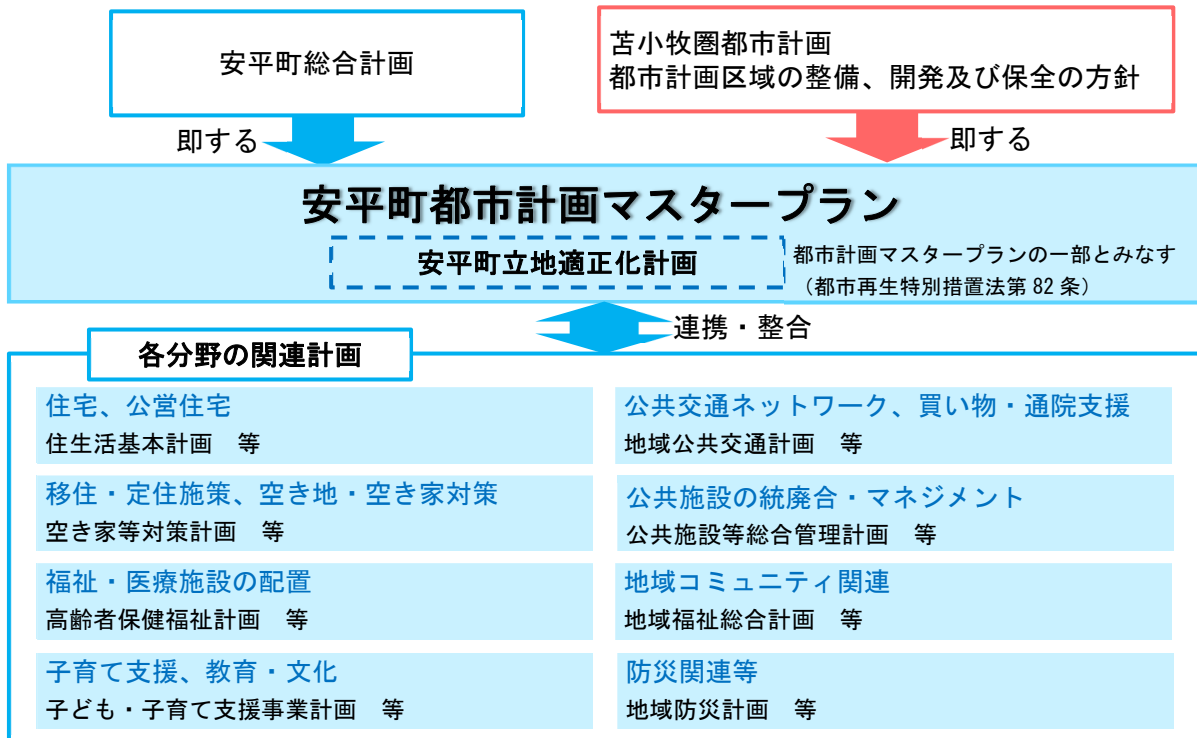 安平町総合計画
苫小牧圏都市計画
都市計画区域の整備、開発及び保全の方針
即する
即する
安平町都市計画マスタープラン
安平町立地適正化計画
都市計画マスタープランの一部とみなす
（都市再生特別措置法第 82 条）
連携・整合
各分野の関連計画
住宅、公営住宅
住生活基本計画　等
公共交通ネットワーク、買い物・通院支援
地域公共交通計画　等
移住・定住施策、空き地・空き家対策
空き家等対策計画　等
公共施設の統廃合・マネジメント
公共施設等総合管理計画　等
福祉・医療施設の配置
高齢者保健福祉計画　等
地域コミュニティ関連
地域福祉総合計画　等
子育て支援、教育・文化
子ども・子育て支援事業計画　等
防災関連等
地域防災計画　等